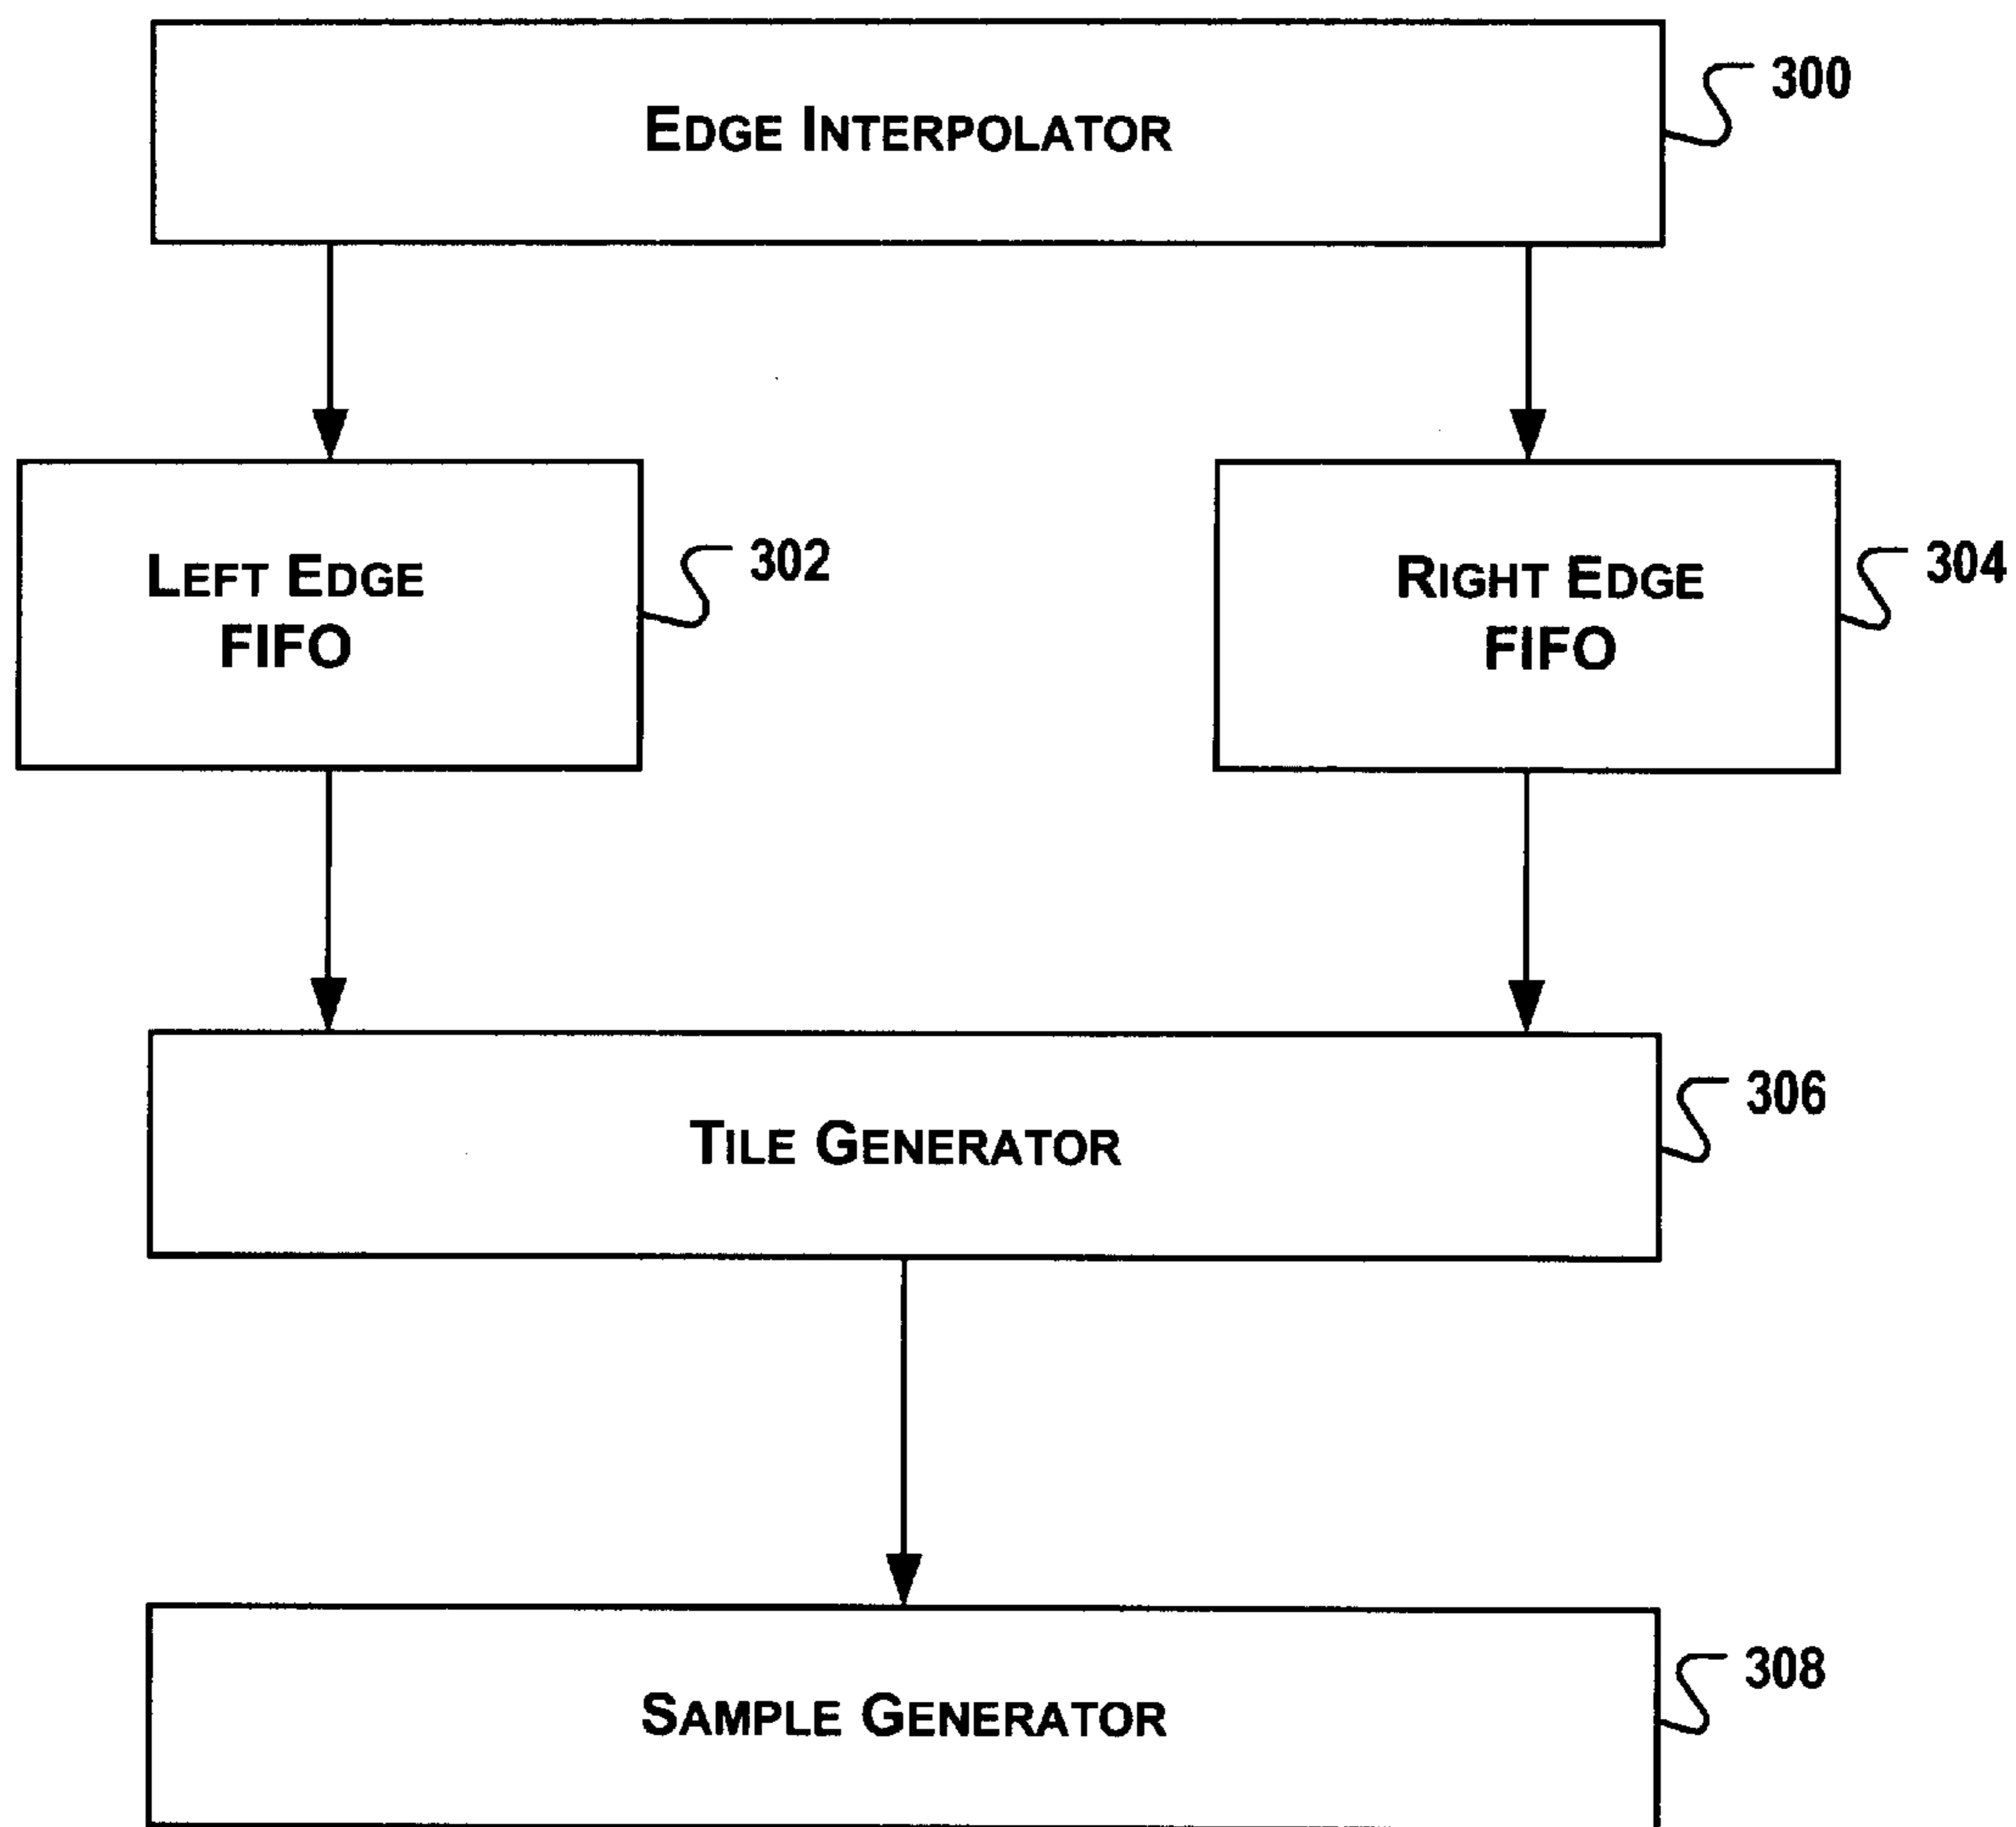 EDGE INTERPOLATOR
300
LEFT EDGE
FIFO
302
RIGHT EDGE
FIFO
304
TILE GENERATOR
306
SAMPLE GENERATOR
308